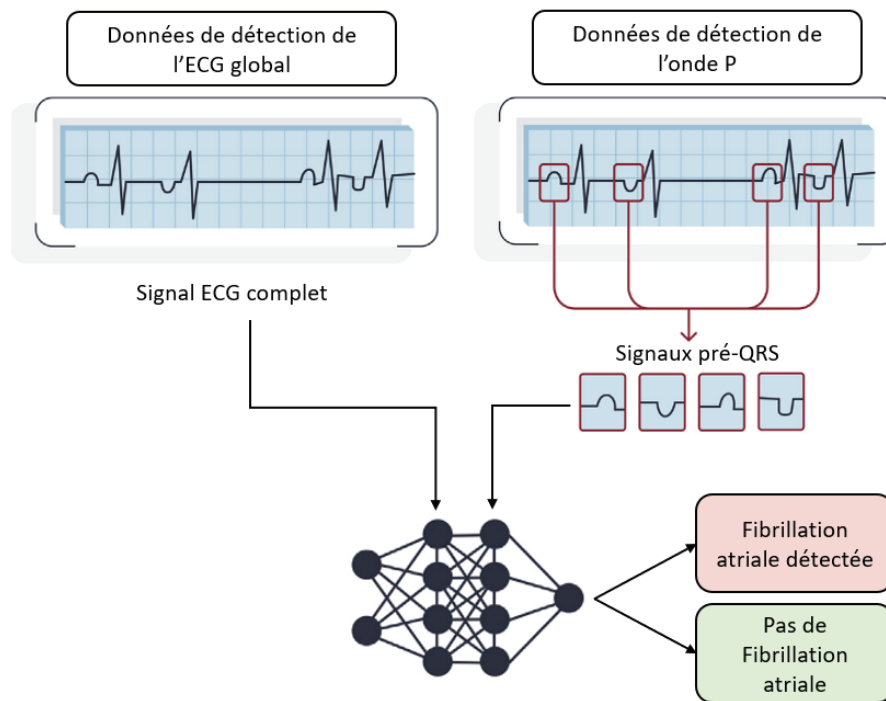 Données de détection de
l'ECG global
Données de détection de
l'onde P
Signal ECG complet
Signaux pré-QRS
Fibrillation
atriale détectée
Pas de
Fibrillation
atriale